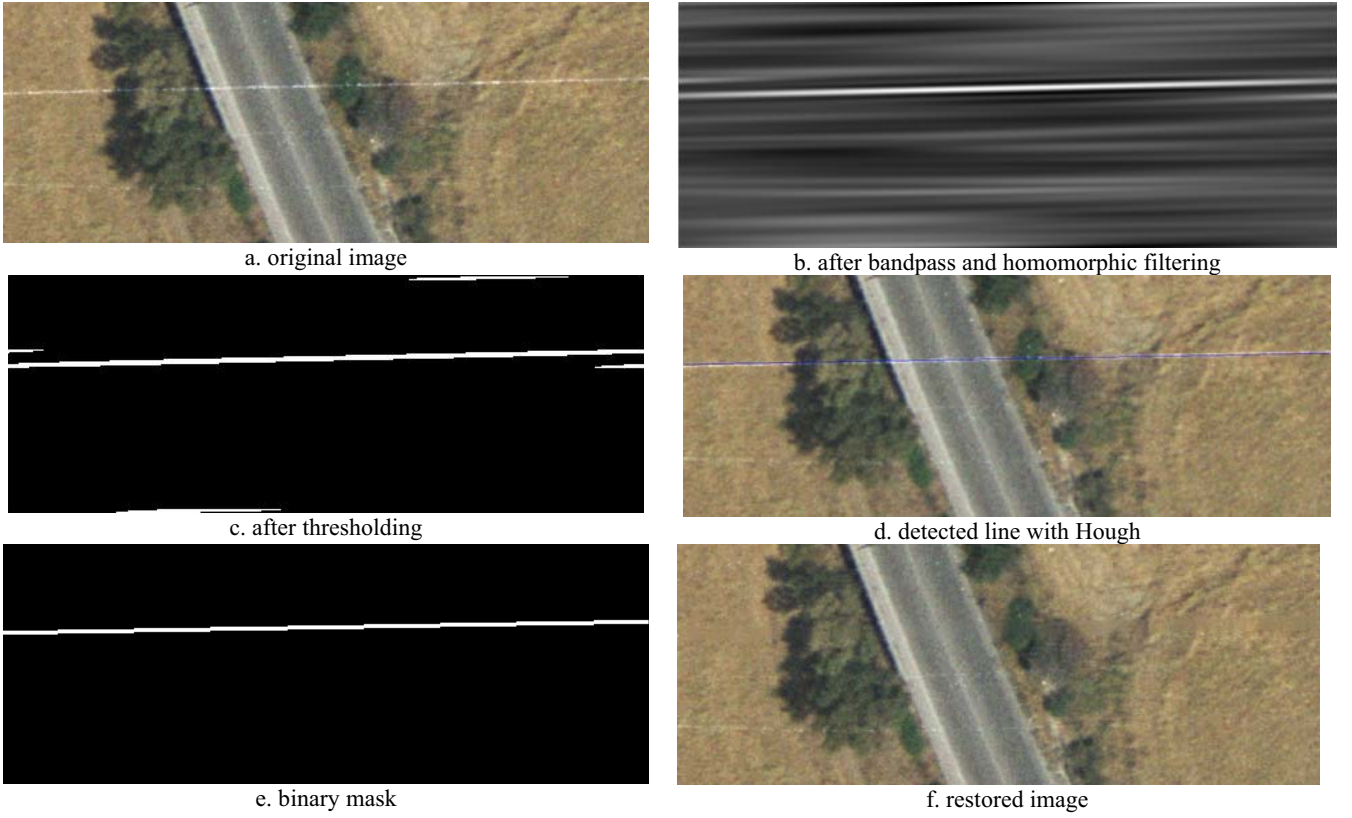 a. original image
b. after bandpass and homomorphic filtering
c. after thresholding
d. detected line with Hough
e. binary mask
f. restored image